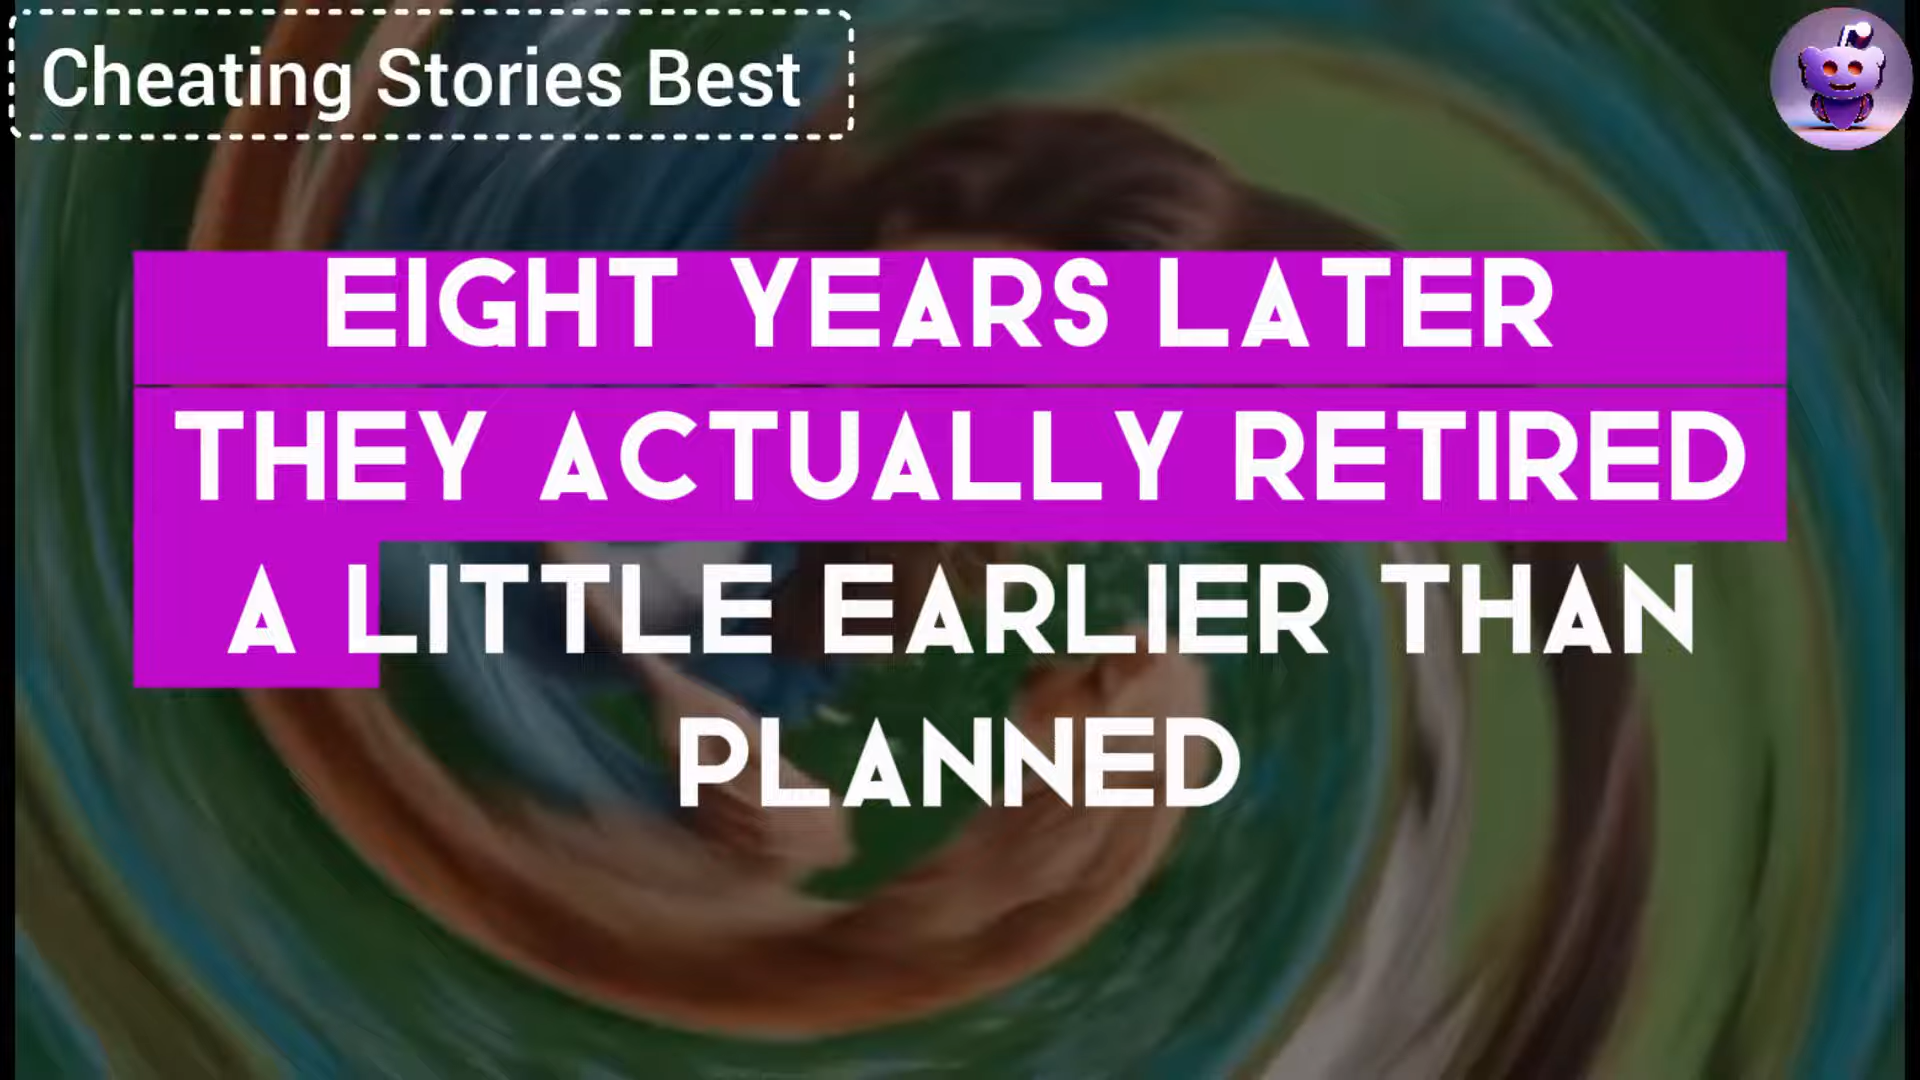 Cheating Stories Best
EIGHT YEARS LATER
THEY ACTUALLY RETIRED
A LITTLE EARLIER THAN
PLANNED